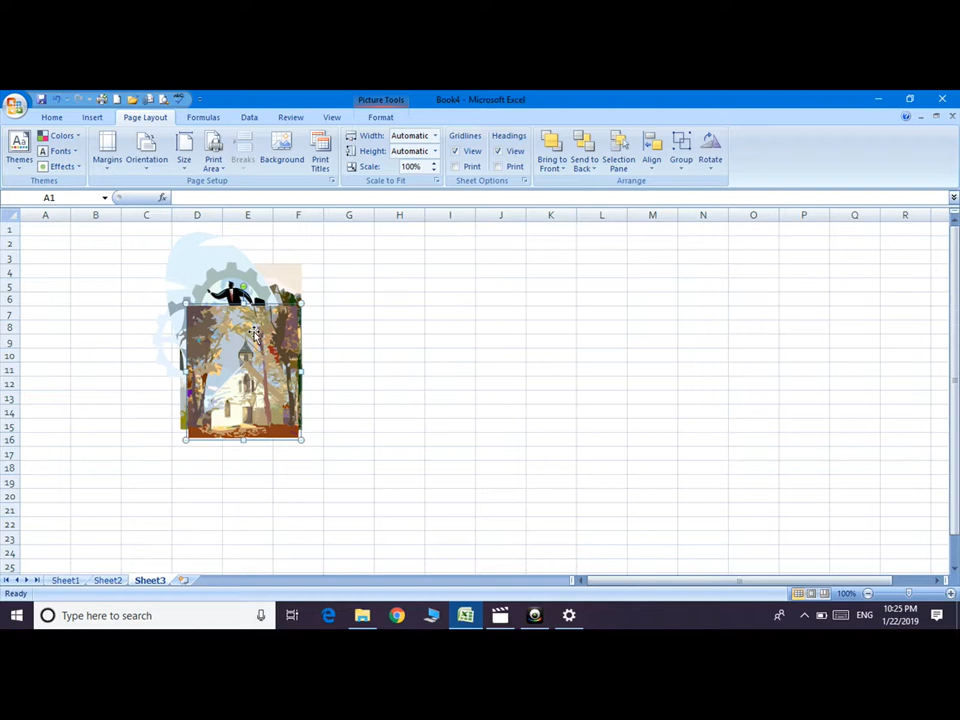 Picture Tools Book4 - Microsoft Excel
Home Insert Page Layout Formulas Data Review View Format
Aa Colors Width: Automatic Gridlines Headings
Fonts Height: Automatic View View
Themes Effects Margins Orientation Size Print Area Breaks Background Print Titles Scale: 100% Print Print Bring to Front Send to Back Selection Pane Align Group Rotate
Themes Page Setup Scale to Fit Sheet Options Arrange
A1 fx
A B C D E F G H I J K L M N O P Q R
1
2
3
4
5
6
7
8
9
10
11
12
13
14
15
16
17
18
19
20
21
22
23
24
25
Sheet1 Sheet2 Sheet3
Ready 100%
Type here to search ENG 10:25 PM
1/22/2019